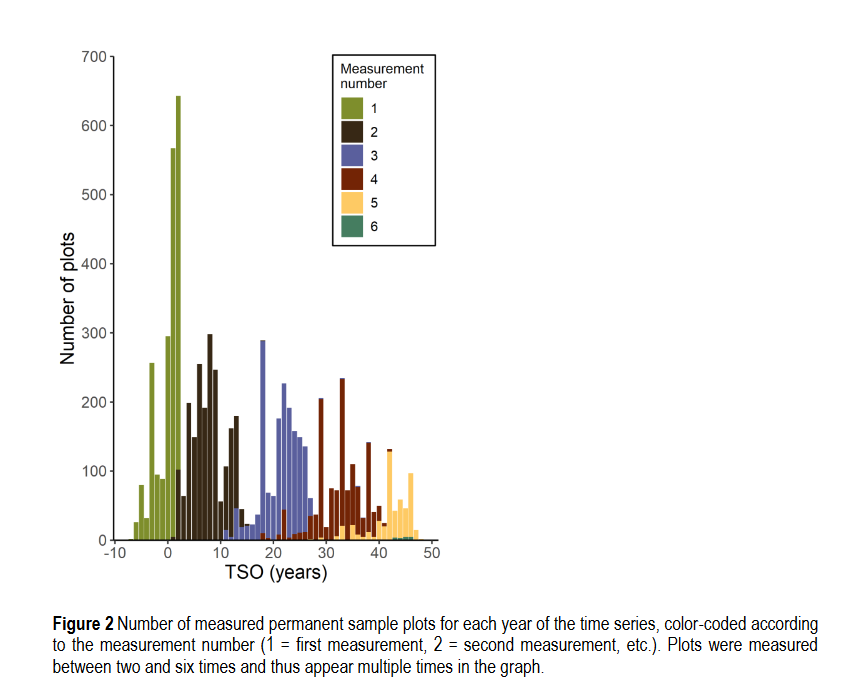 700
600
500
400
300
200
100
0
Number of plots
Measurement
number
1
2
3
4
5
6
-10 0 10 20 30 40 50
TSO (years)
Figure 2 Number of measured permanent sample plots for each year of the time series, color-coded according
to the measurement number (1 = first measurement, 2 = second measurement, etc.). Plots were measured
between two and six times and thus appear multiple times in the graph.